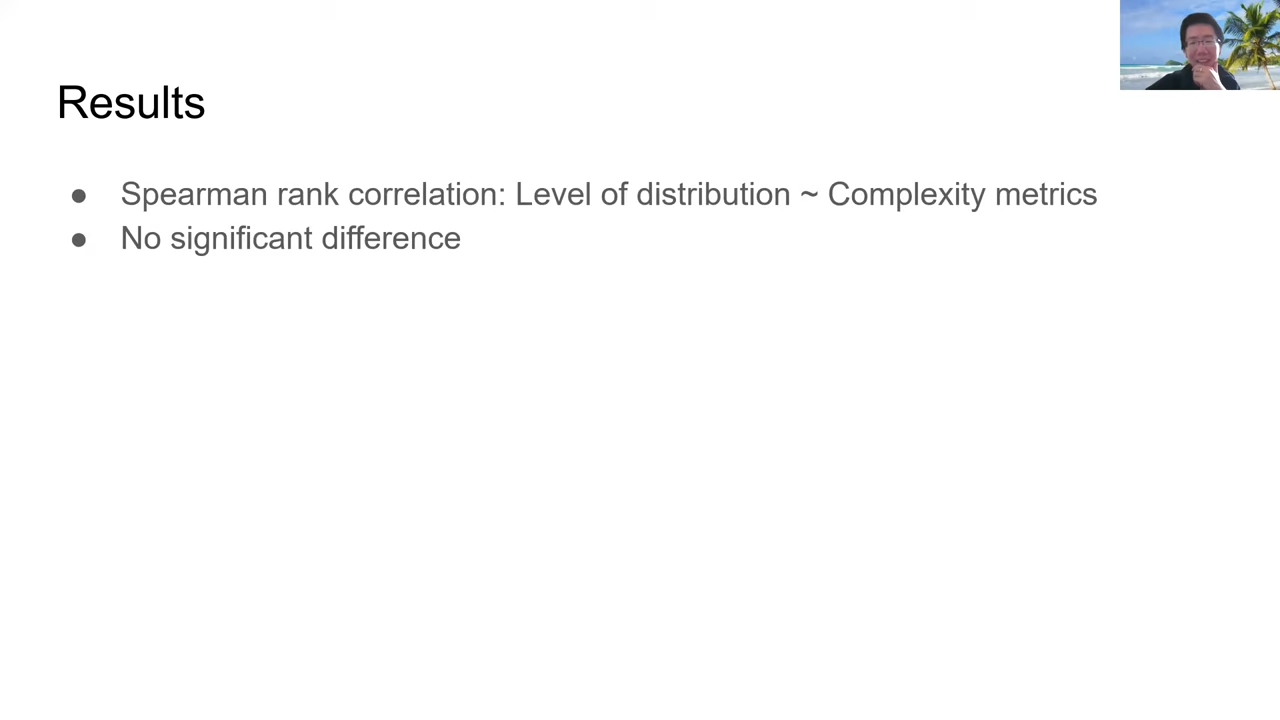 Results
● Spearman rank correlation: Level of distribution ~ Complexity metrics
● No significant difference